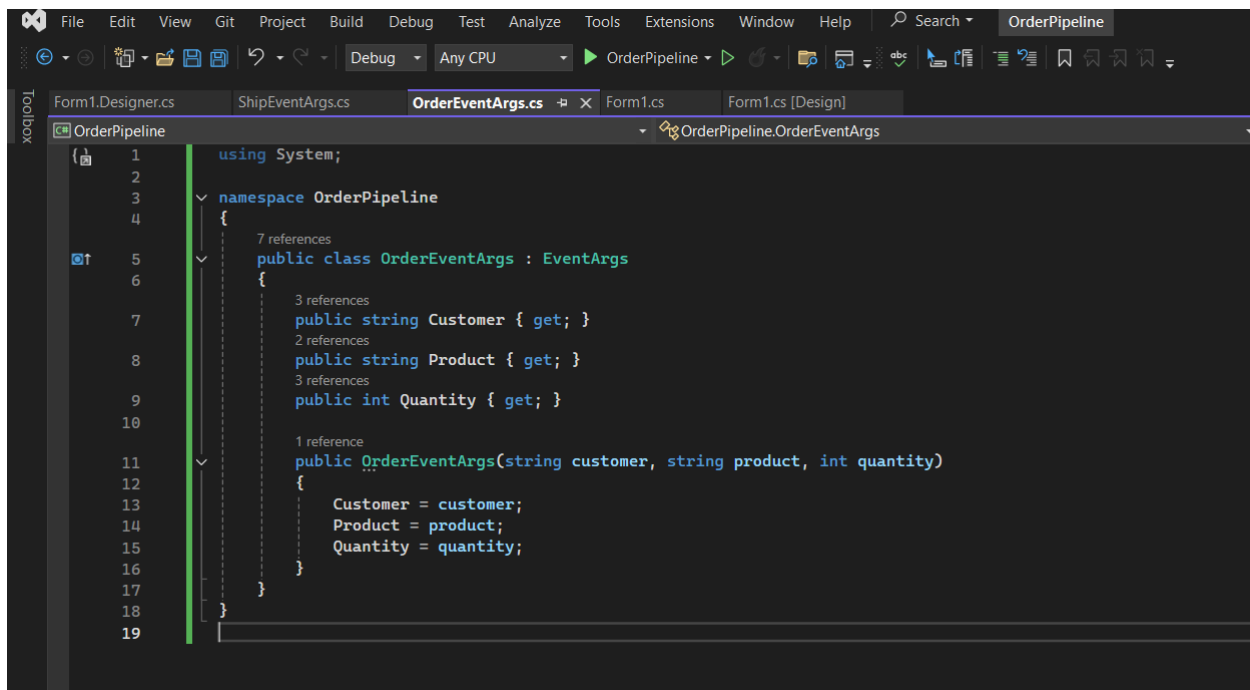 File Edit View Git Project Build Debug Test Analyze Tools Extensions Window Help Search OrderPipeline
Debug Any CPU OrderPipeline
Toolbox
Form1.Designer.cs ShipEventArgs.cs OrderEventArgs.cs Form1.cs Form1.cs [Design]
C# OrderPipeline OrderPipeline.OrderEventArgs
1 using System;
2
3 namespace OrderPipeline
4 {
7 references
5 public class OrderEventArgs : EventArgs
6 {
3 references
7 public string Customer { get; }
2 references
8 public string Product { get; }
3 references
9 public int Quantity { get; }
10
1 reference
11 public OrderEventArgs(string customer, string product, int quantity)
12 {
13 Customer = customer;
14 Product = product;
15 Quantity = quantity;
16 }
17 }
18 }
19